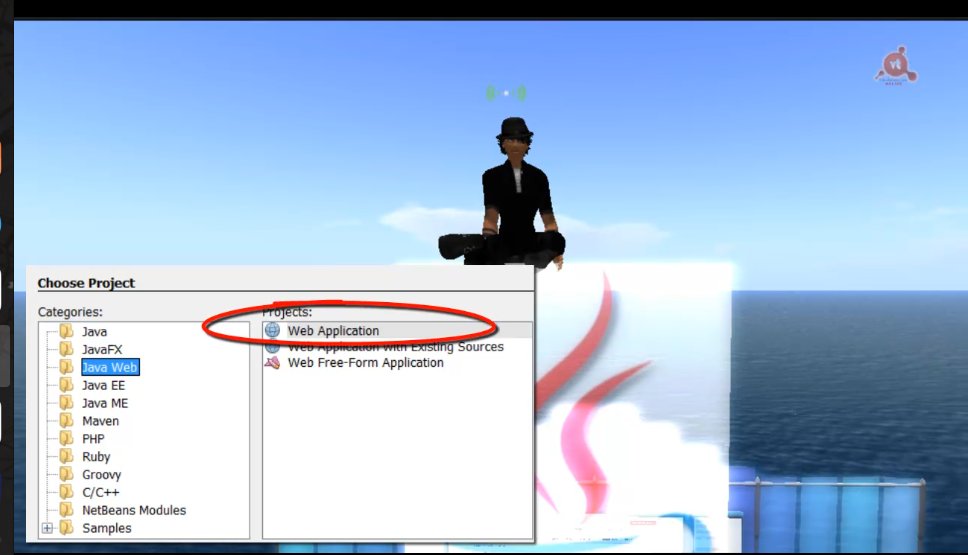 vt
Choose Project
Categories:
Java
JavaFX
Java Web
Java EE
Java ME
Maven
PHP
Ruby
Groovy
C/C++
NetBeans Modules
Samples
Projects:
Web Application
Web Application with Existing Sources
Web Free-Form Application